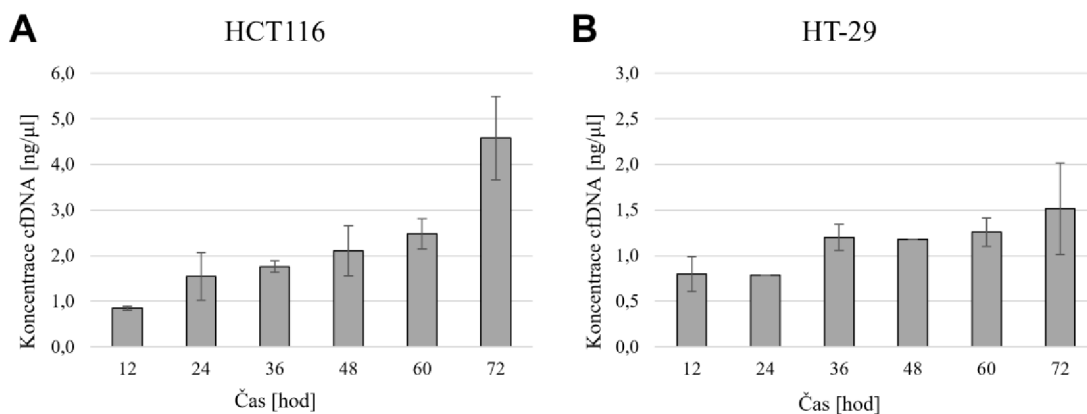 A
HCT116
Koncentrace cfDNA [ng/µl]
6,0
5,0
4,0
3,0
2,0
1,0
0,0
12 24 36 48 60 72
Čas [hod]
B
HT-29
Koncentrace cfDNA [ng/µl]
3,0
2,5
2,0
1,5
1,0
0,5
0,0
12 24 36 48 60 72
Čas [hod]